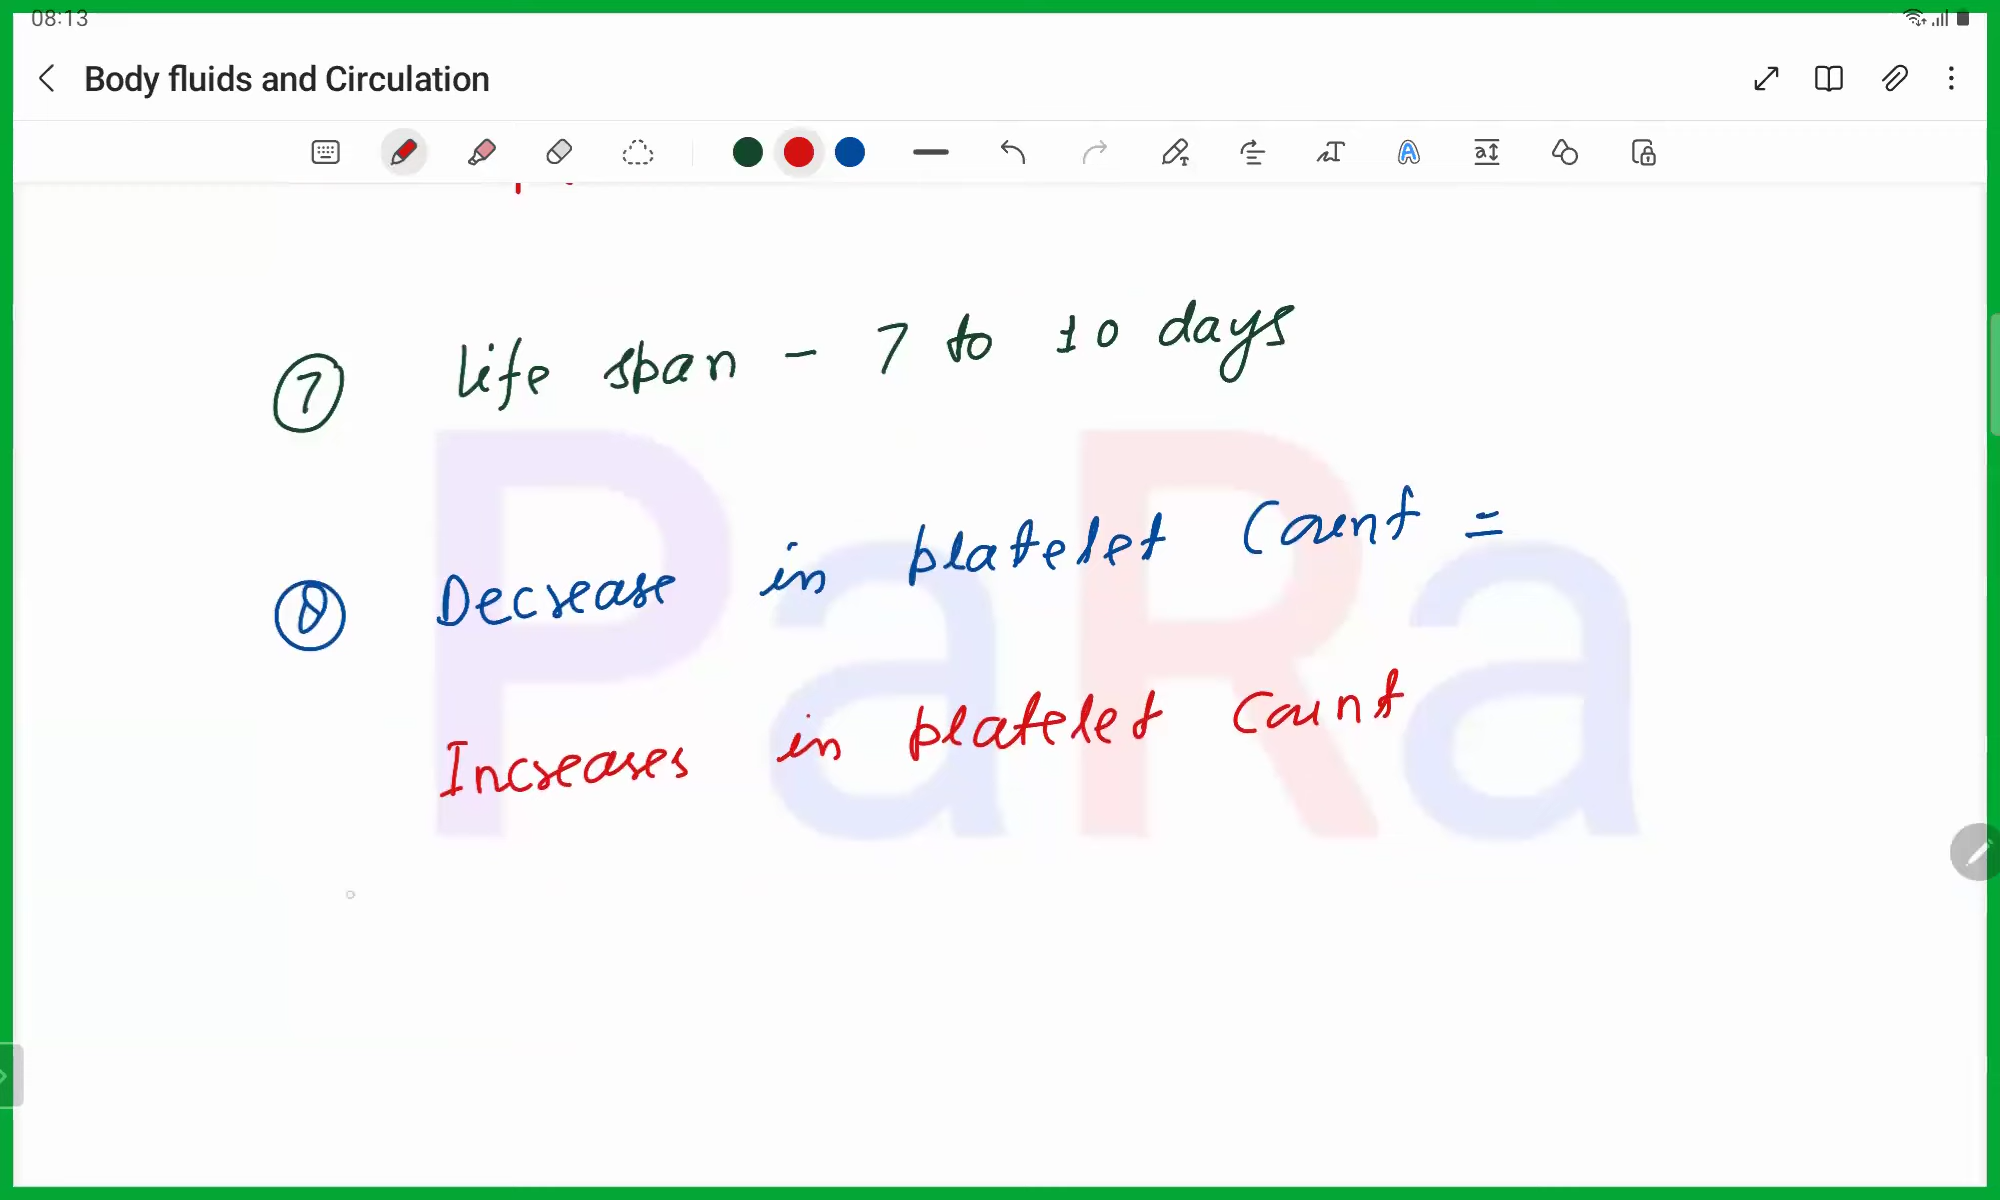 08:13
Body fluids and Circulation
7 life span - 7 to 10 days
8 Decrease in platelet Count =
Increases in platelet Count
PaRa